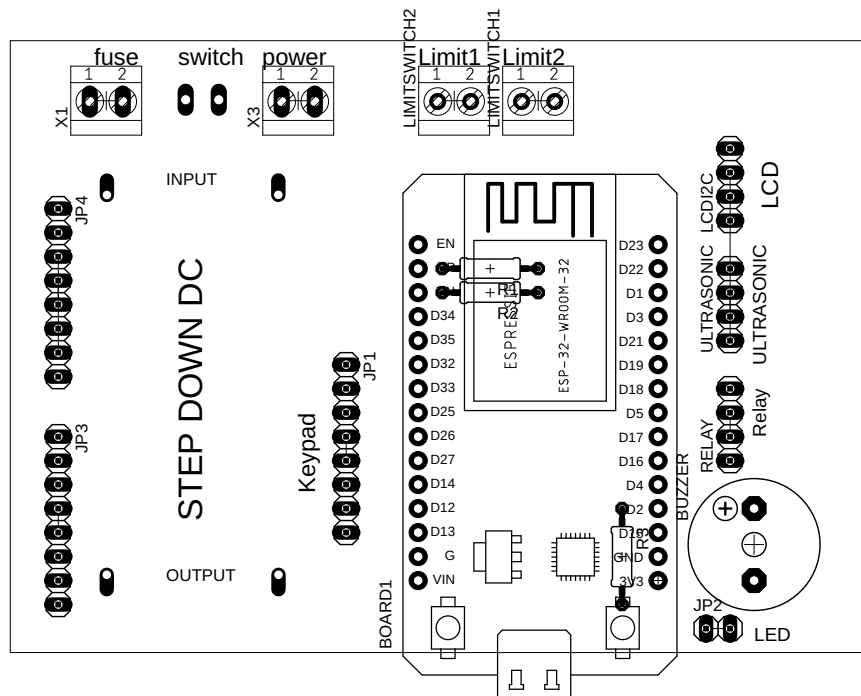 fuse
switch
power
Limit1
Limit2
1 2
1 2
1 2
1 2
X1
X3
LIMITSWITCH2
LIMITSWITCH1
INPUT
JP4
STEP DOWN DC
JP3
OUTPUT
JP1
Keypad
EN
D34
D35
D32
D33
D25
D26
D27
D14
D12
D13
G
VIN
BOARD1
R1
R2
ESP-32-WROOM-32
D23
D22
D1
D3
D21
D19
D18
D5
D17
D16
D4
D2
D15
GND
3V3
R3
BUZZER
LCDI2C
LCD
ULTRASONIC
ULTRASONIC
RELAY
Relay
JP2
LED